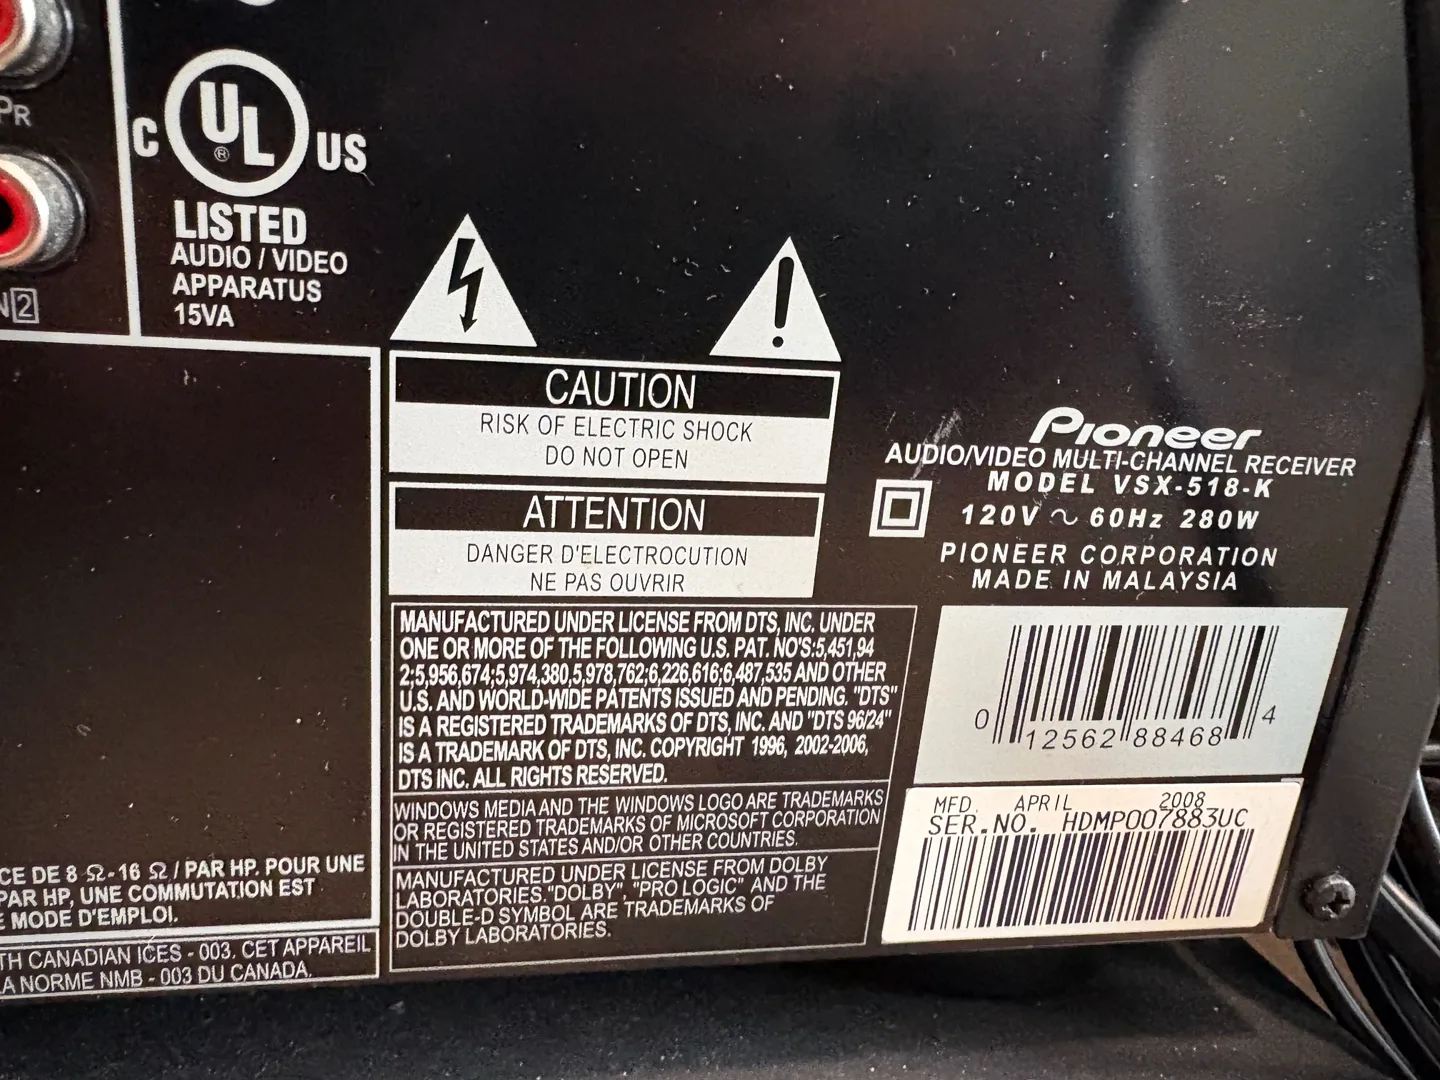 PR
C UL US
®
LISTED
AUDIO / VIDEO
APPARATUS
15VA
2
CAUTION
RISK OF ELECTRIC SHOCK
DO NOT OPEN
ATTENTION
DANGER D'ELECTROCUTION
NE PAS OUVRIR
Pioneer
AUDIO/VIDEO MULTI-CHANNEL RECEIVER
MODEL VSX-518-K
120V ~ 60Hz 280W
PIONEER CORPORATION
MADE IN MALAYSIA
MANUFACTURED UNDER LICENSE FROM DTS, INC. UNDER
ONE OR MORE OF THE FOLLOWING U.S. PAT. NO'S:5,451,94
2;5,956,674;5,974,380,5,978,762;6,226,616;6,487,535 AND OTHER
U.S. AND WORLD-WIDE PATENTS ISSUED AND PENDING. "DTS"
IS A REGISTERED TRADEMARKS OF DTS, INC. AND "DTS 96/24"
IS A TRADEMARK OF DTS, INC. COPYRIGHT 1996, 2002-2006,
DTS INC. ALL RIGHTS RESERVED.
WINDOWS MEDIA AND THE WINDOWS LOGO ARE TRADEMARKS
OR REGISTERED TRADEMARKS OF MICROSOFT CORPORATION
IN THE UNITED STATES AND/OR OTHER COUNTRIES.
MANUFACTURED UNDER LICENSE FROM DOLBY
LABORATORIES. "DOLBY", "PRO LOGIC" AND THE
DOUBLE-D SYMBOL ARE TRADEMARKS OF
DOLBY LABORATORIES.
0 12562 88468 4
MFD. APRIL 2008
SER.NO. HDMP007883UC
CE DE 8 Ω-16 Ω / PAR HP. POUR UNE
PAR HP, UNE COMMUTATION EST
E MODE D'EMPLOI.
TH CANADIAN ICES - 003. CET APPAREIL
LA NORME NMB - 003 DU CANADA.